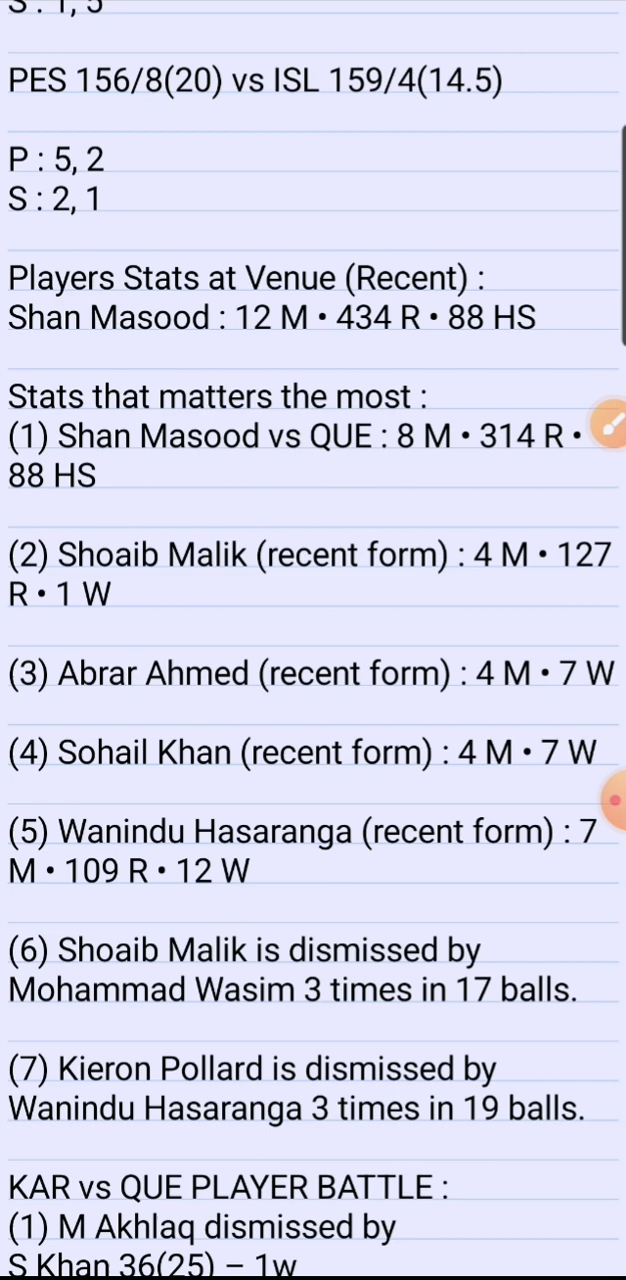 S : 1, 5
PES 156/8(20) vs ISL 159/4(14.5)
P : 5, 2
S : 2, 1
Players Stats at Venue (Recent) :
Shan Masood : 12 M • 434 R • 88 HS
Stats that matters the most :
(1) Shan Masood vs QUE : 8 M • 314 R •
88 HS
(2) Shoaib Malik (recent form) : 4 M • 127
R • 1 W
(3) Abrar Ahmed (recent form) : 4 M • 7 W
(4) Sohail Khan (recent form) : 4 M • 7 W
(5) Wanindu Hasaranga (recent form) : 7
M • 109 R • 12 W
(6) Shoaib Malik is dismissed by
Mohammad Wasim 3 times in 17 balls.
(7) Kieron Pollard is dismissed by
Wanindu Hasaranga 3 times in 19 balls.
KAR vs QUE PLAYER BATTLE :
(1) M Akhlaq dismissed by
S Khan 36(25) – 1w